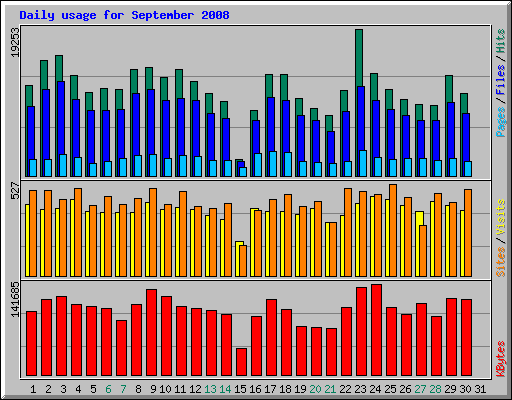 Daily usage for September 2008
19253
Pages / Files / Hits
527
Sites / Visits
141685
KBytes
1 2 3 4 5 6 7 8 9 10 11 12 13 14 15 16 17 18 19 20 21 22 23 24 25 26 27 28 29 30 31